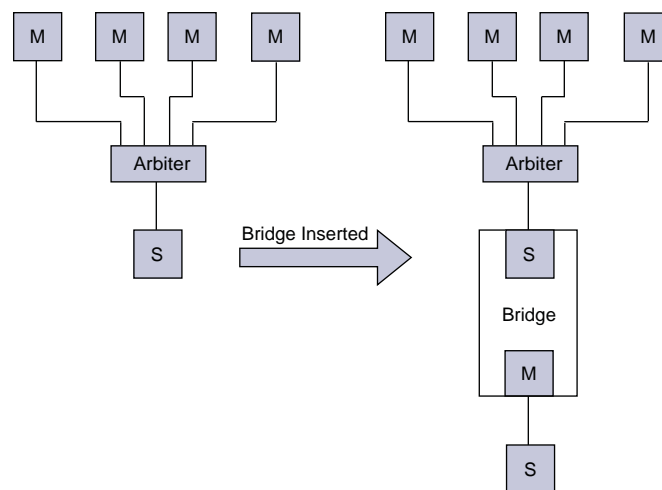 M M M M M M M M
Arbiter Arbiter
S Bridge Inserted S
Bridge
M
S